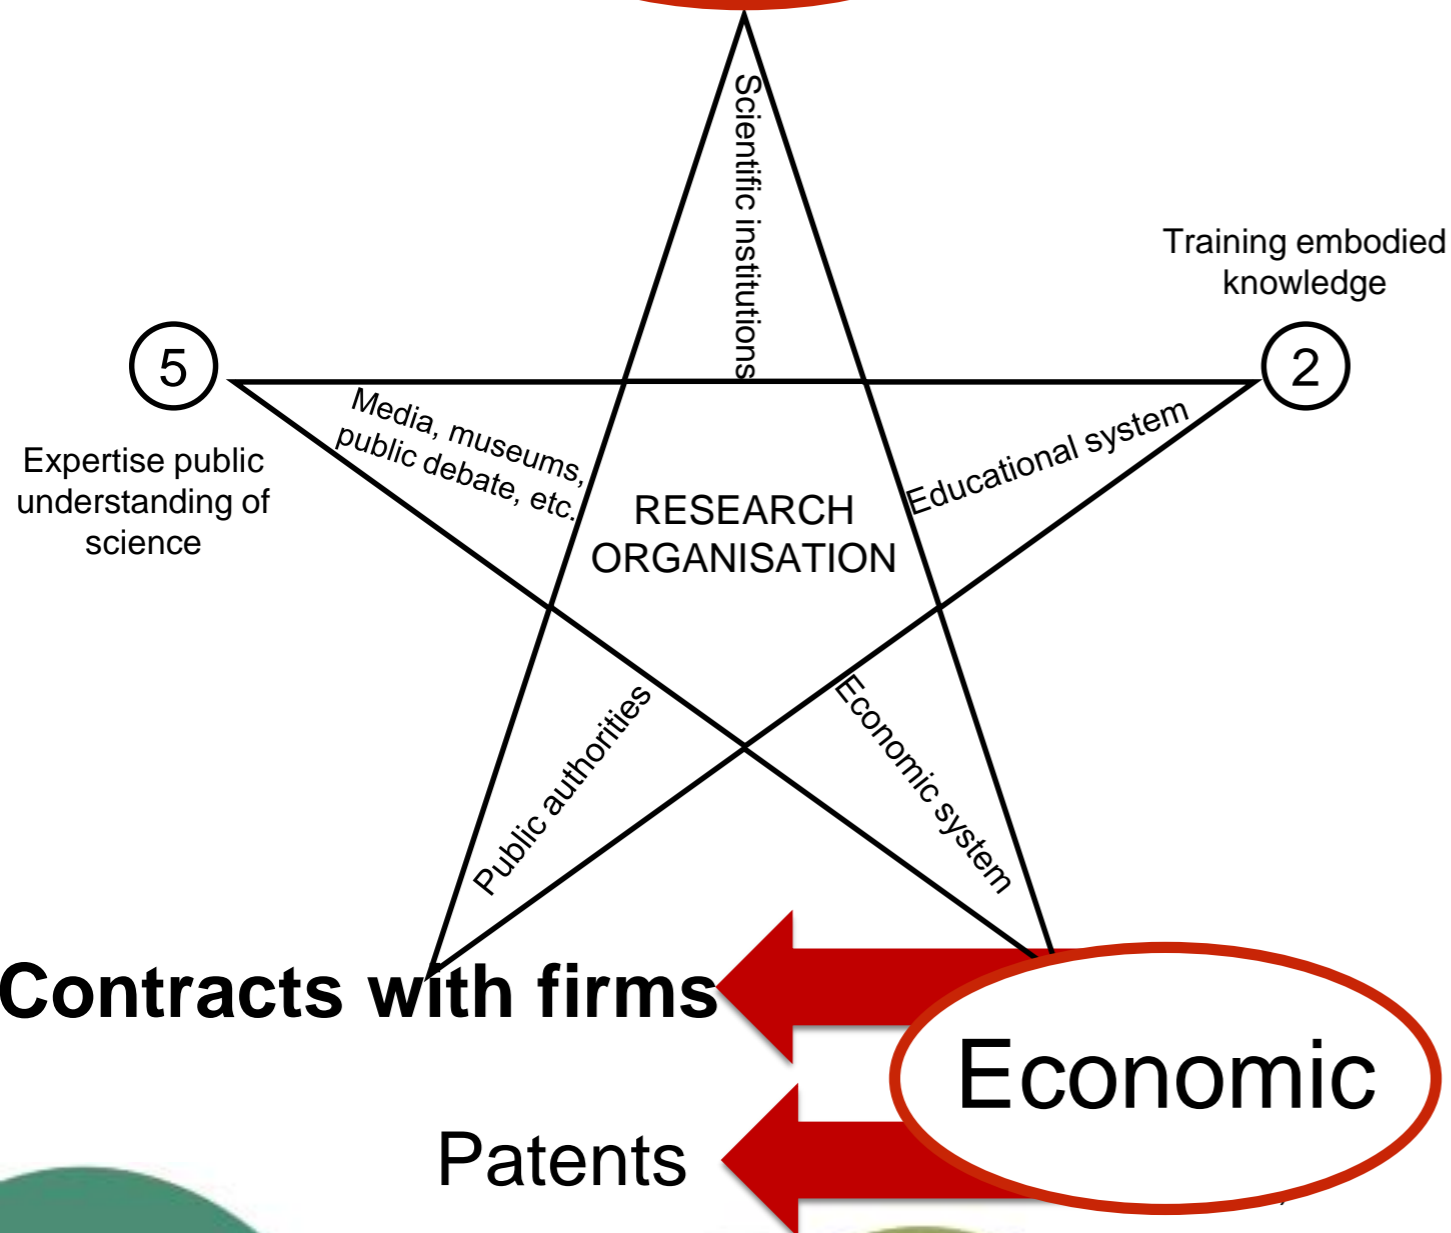 Scientific institutions
Training embodied
knowledge
5
2
Media, museums,
public debate, etc.
Educational system
Expertise public
understanding of
science
RESEARCH
ORGANISATION
Public authorities
Economic system
Contracts with firms
Economic
Patents